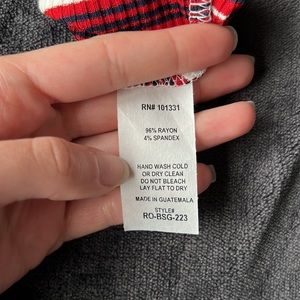 RN# 101331
96% RAYON
4% SPANDEX
HAND WASH COLD
OR DRY CLEAN
DO NOT BLEACH
LAY FLAT TO DRY
MADE IN GUATEMALA
STYLE#
RO-BSG-223